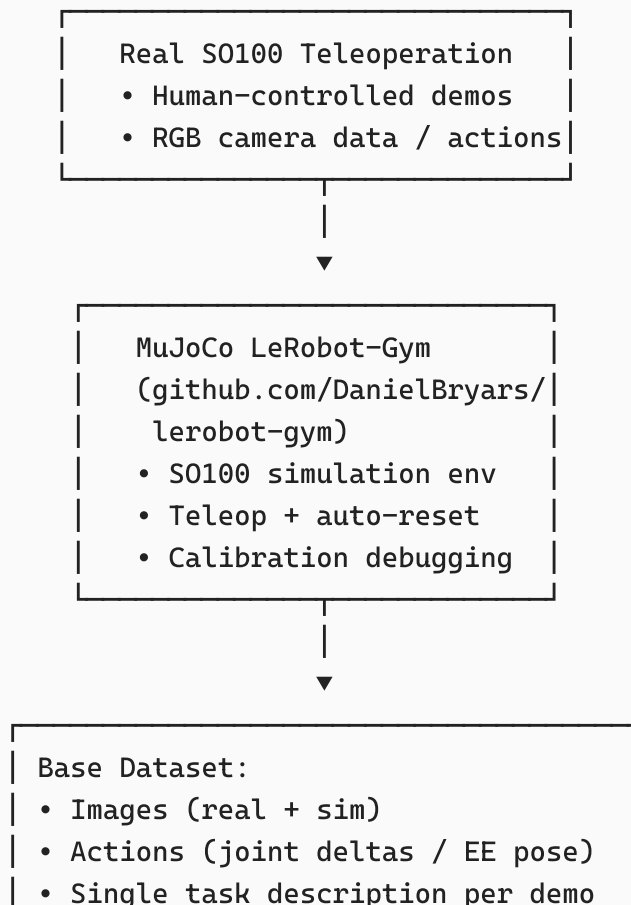 Real SO100 Teleoperation
• Human-controlled demos
• RGB camera data / actions
MuJoCo LeRobot-Gym
(github.com/DanielBryars/
lerobot-gym)
• SO100 simulation env
• Teleop + auto-reset
• Calibration debugging
Base Dataset:
• Images (real + sim)
• Actions (joint deltas / EE pose)
• Single task description per demo